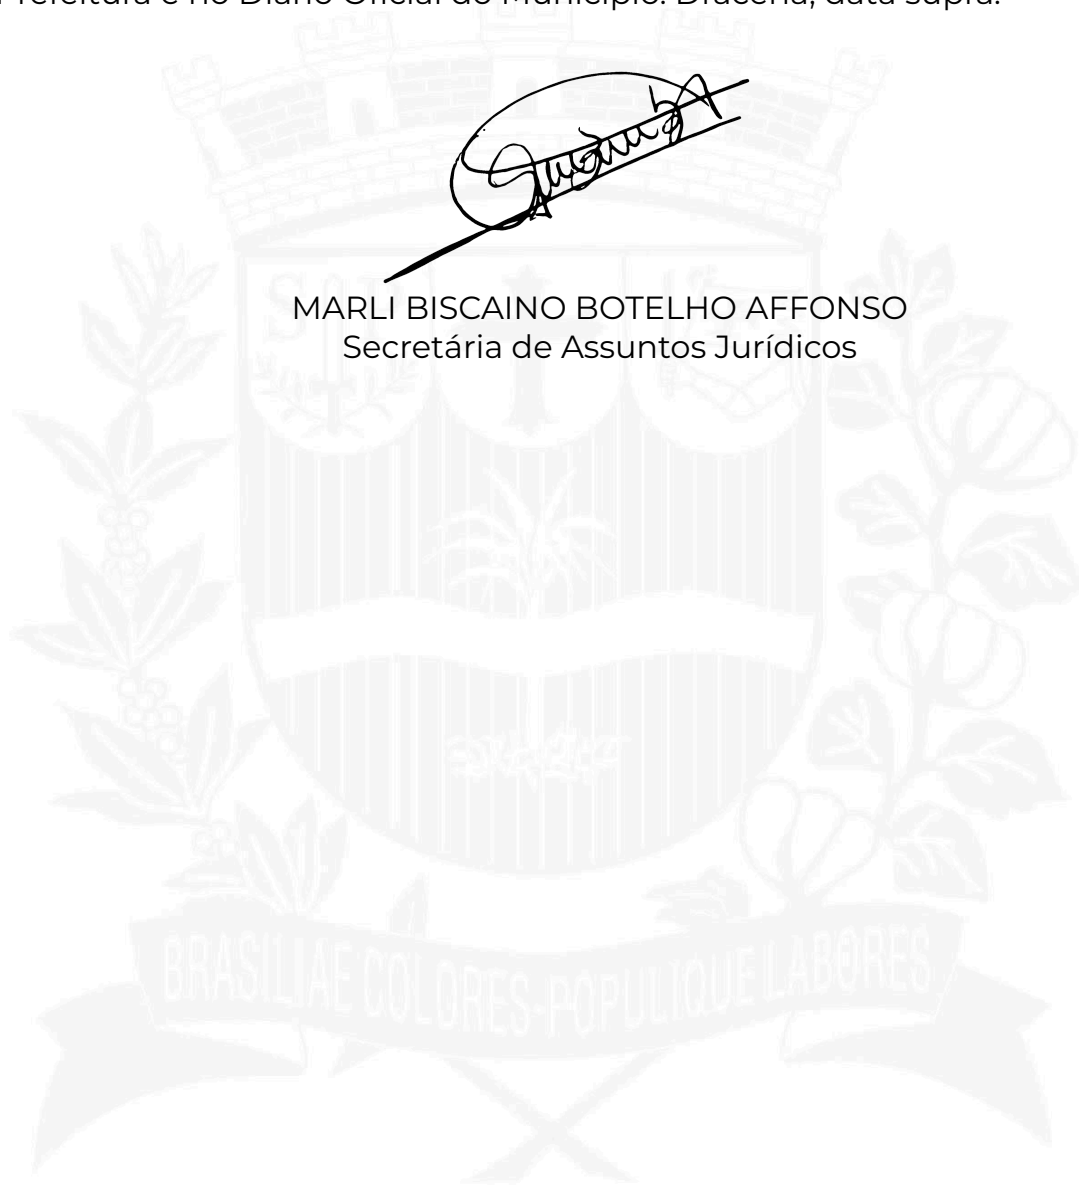 Prefeitura e no Diário Oficial do Município. Dracena, data supra.
MARLI BISCAINO BOTELHO AFFONSO
Secretária de Assuntos Jurídicos
BRASILIAE COLORES-POPULIQUE LABORES